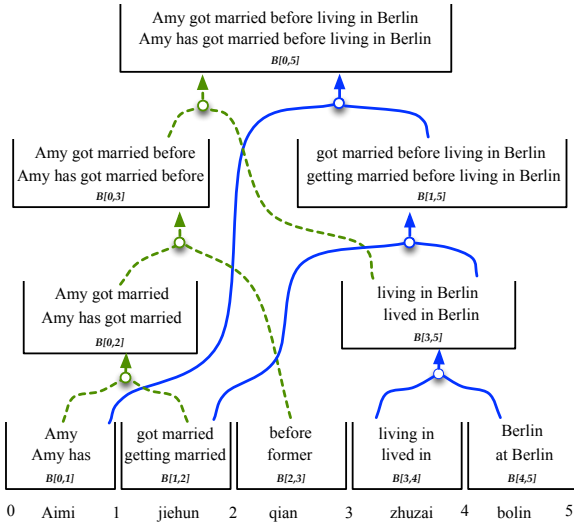 Amy got married before living in Berlin
Amy has got married before living in Berlin
B[0,5]
Amy got married before
Amy has got married before
B[0,3]
got married before living in Berlin
getting married before living in Berlin
B[1,5]
Amy got married
Amy has got married
B[0,2]
living in Berlin
lived in Berlin
B[3,5]
Amy
Amy has
B[0,1]
got married
getting married
B[1,2]
before
former
B[2,3]
living in
lived in
B[3,4]
Berlin
at Berlin
B[4,5]
0 Aimi 1 jiehun 2 qian 3 zhuzai 4 bolin 5